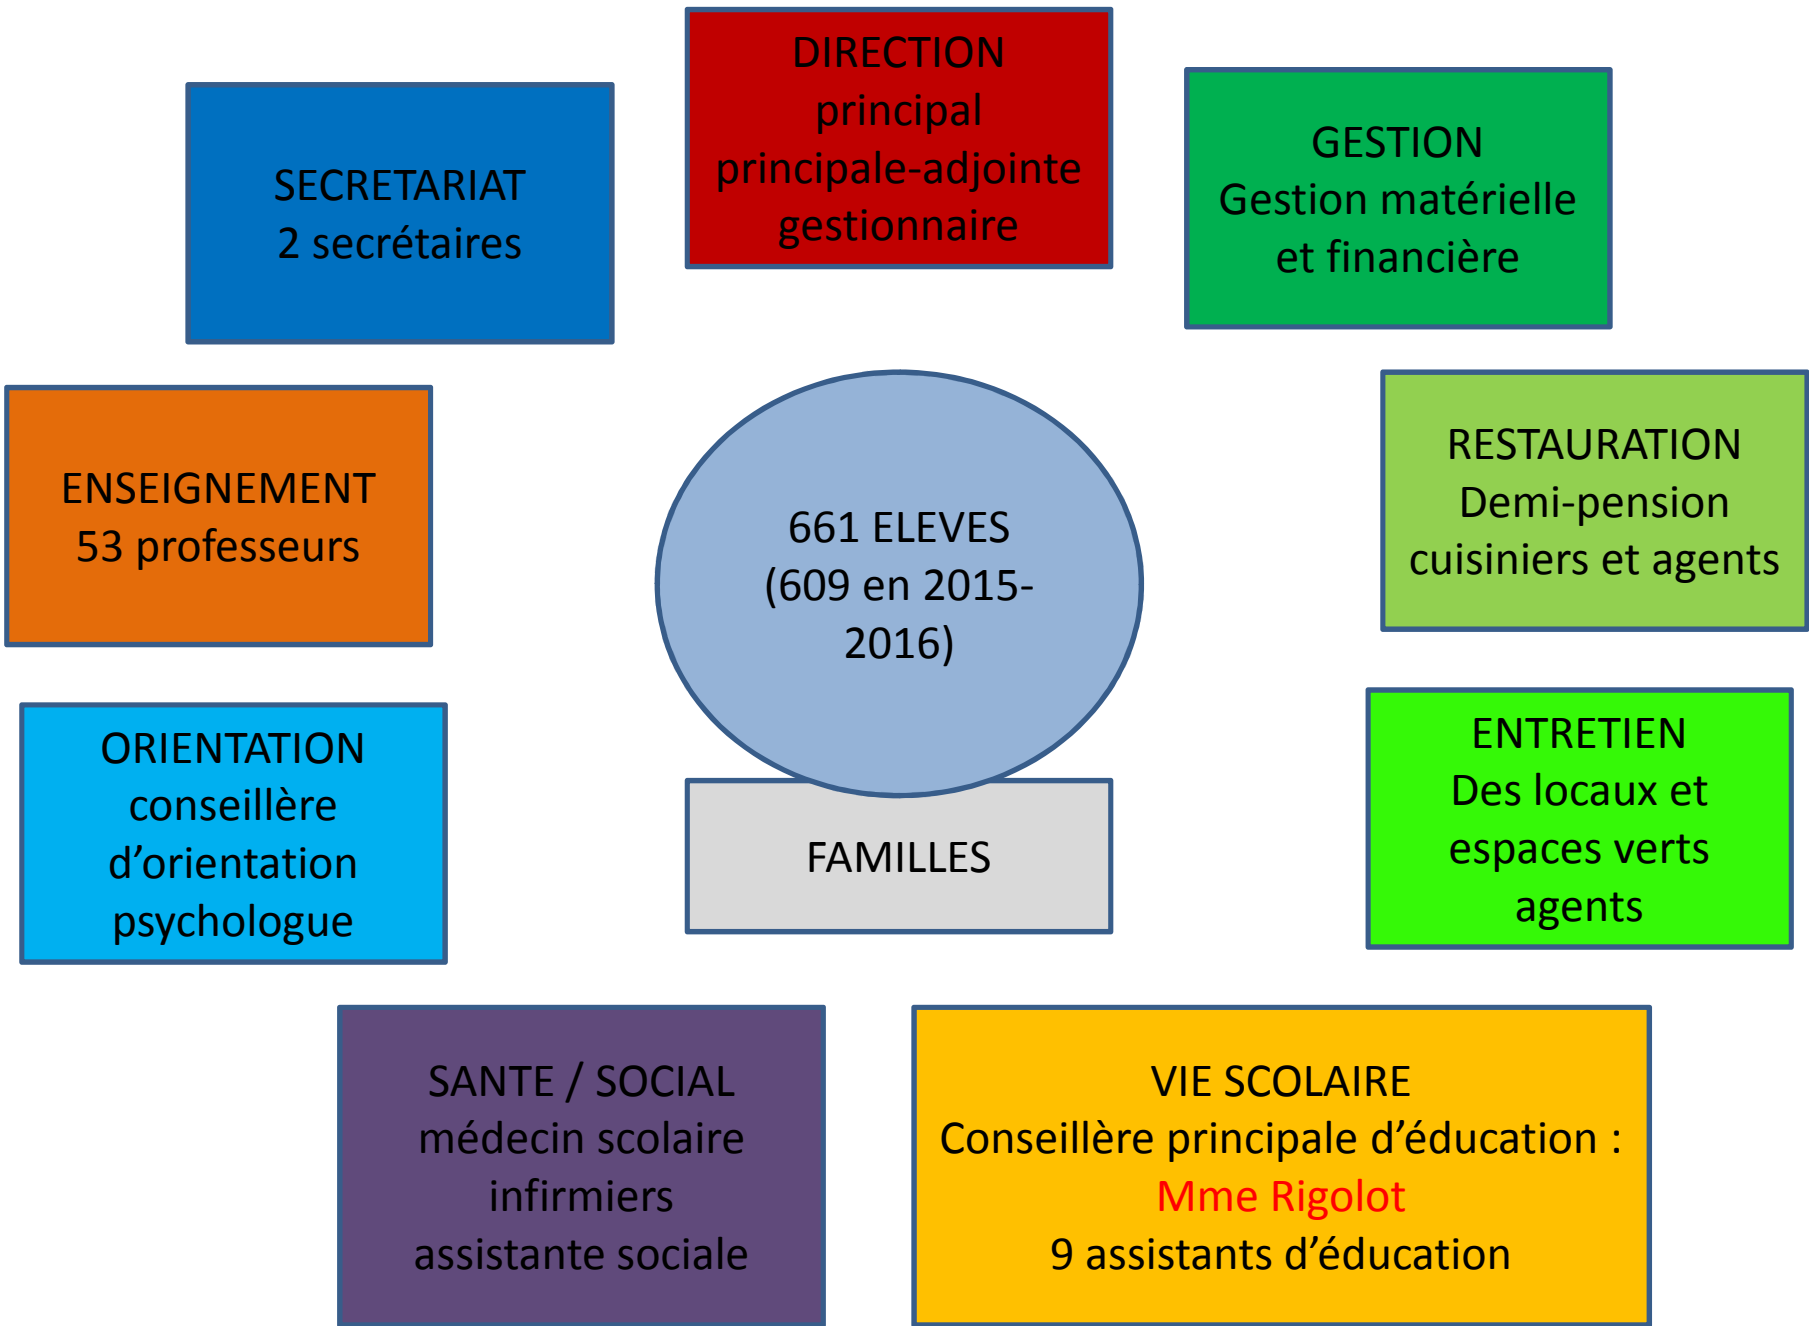 DIRECTION
principal
principale-adjointe
gestionnaire
SECRETARIAT
2 secrétaires
GESTION
Gestion matérielle
et financière
ENSEIGNEMENT
53 professeurs
661 ELEVES
(609 en 2015-
2016)
RESTAURATION
Demi-pension
cuisiniers et agents
ORIENTATION
conseillère
d’orientation
psychologue
FAMILLES
ENTRETIEN
Des locaux et
espaces verts
agents
SANTE / SOCIAL
médecin scolaire
infirmiers
assistante sociale
VIE SCOLAIRE
Conseillère principale d’éducation :
Mme Rigolot
9 assistants d’éducation